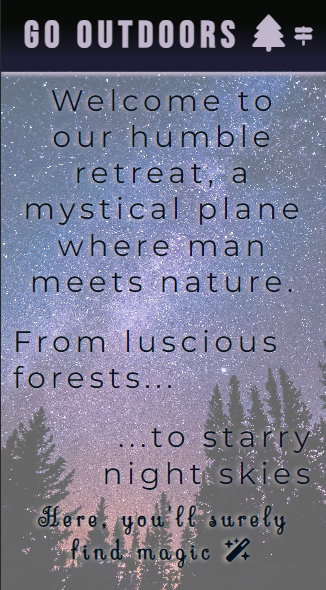 GO OUTDOORS
Welcome to
our humble
retreat, a
mystical plane
where man
meets nature.
From luscious
forests...
...to starry
night skies
Here, you'll surely
find magic